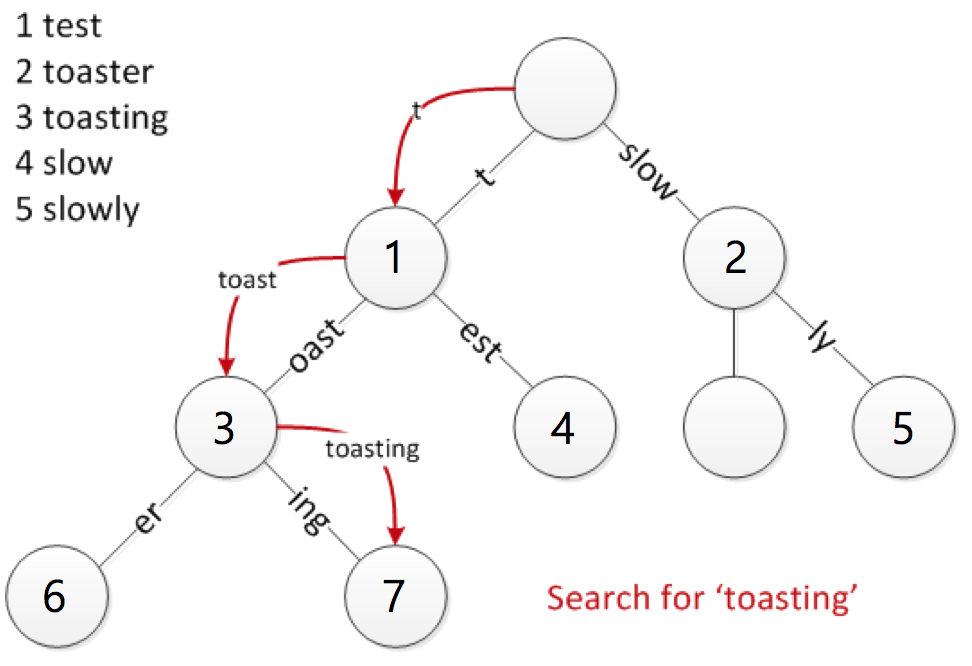 1 test
2 toaster
3 toasting
4 slow
5 slowly
t
t
slow
1
2
toast
oast
est
ly
3
4
5
toasting
er
ing
6
7
Search for ‘toasting’